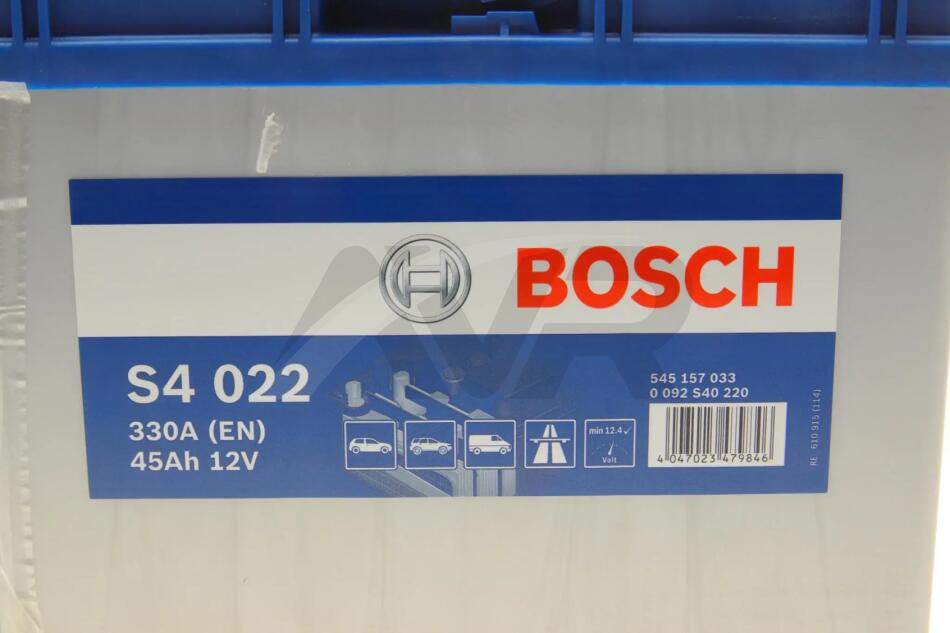 BOSCH
S4 022
330A (EN)
45Ah 12V
min 12.4✓
Volt
545 157 033
0 092 S40 220
4 047023 479846
RE 610 915 (114)
NR